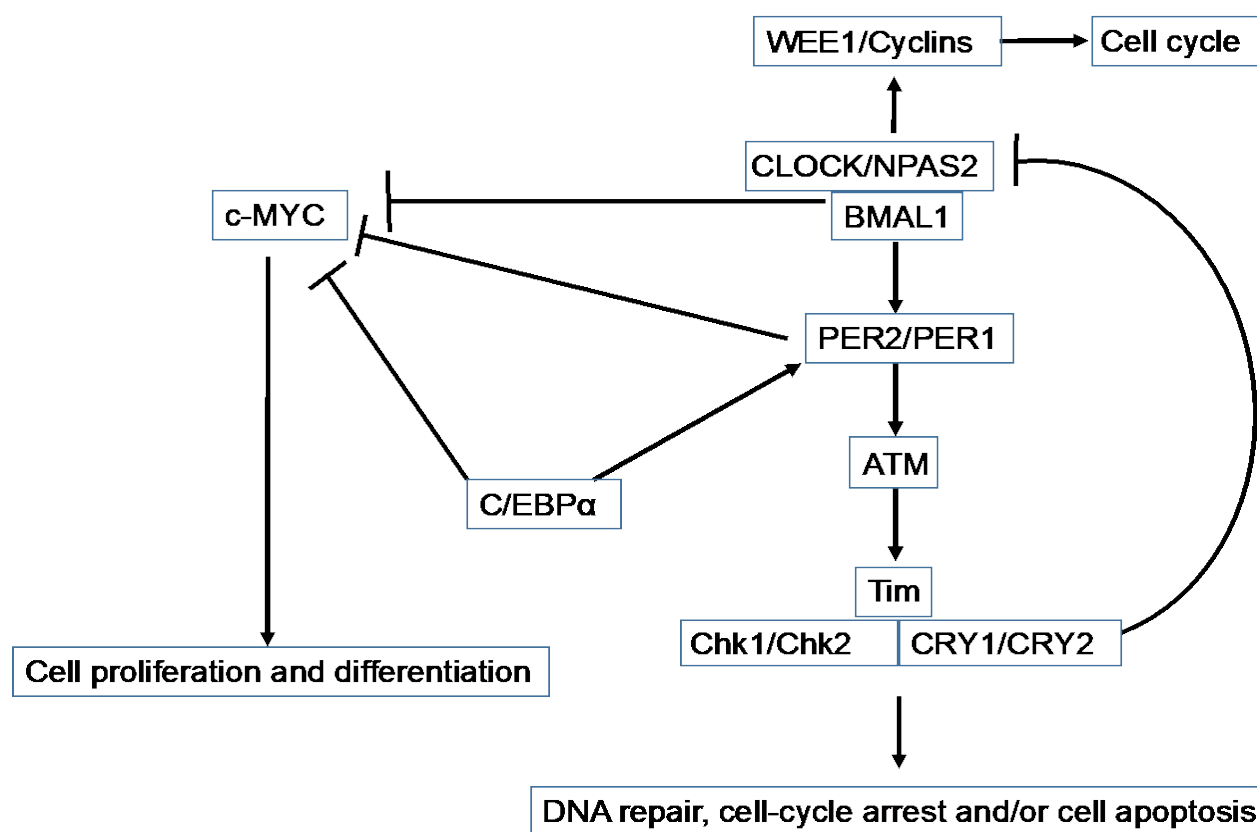 WEE1/Cyclins
Cell cycle
CLOCK/NPAS2
c-MYC
BMAL1
PER2/PER1
ATM
C/EBPα
Tim
Chk1/Chk2
CRY1/CRY2
Cell proliferation and differentiation
DNA repair, cell-cycle arrest and/or cell apoptosis